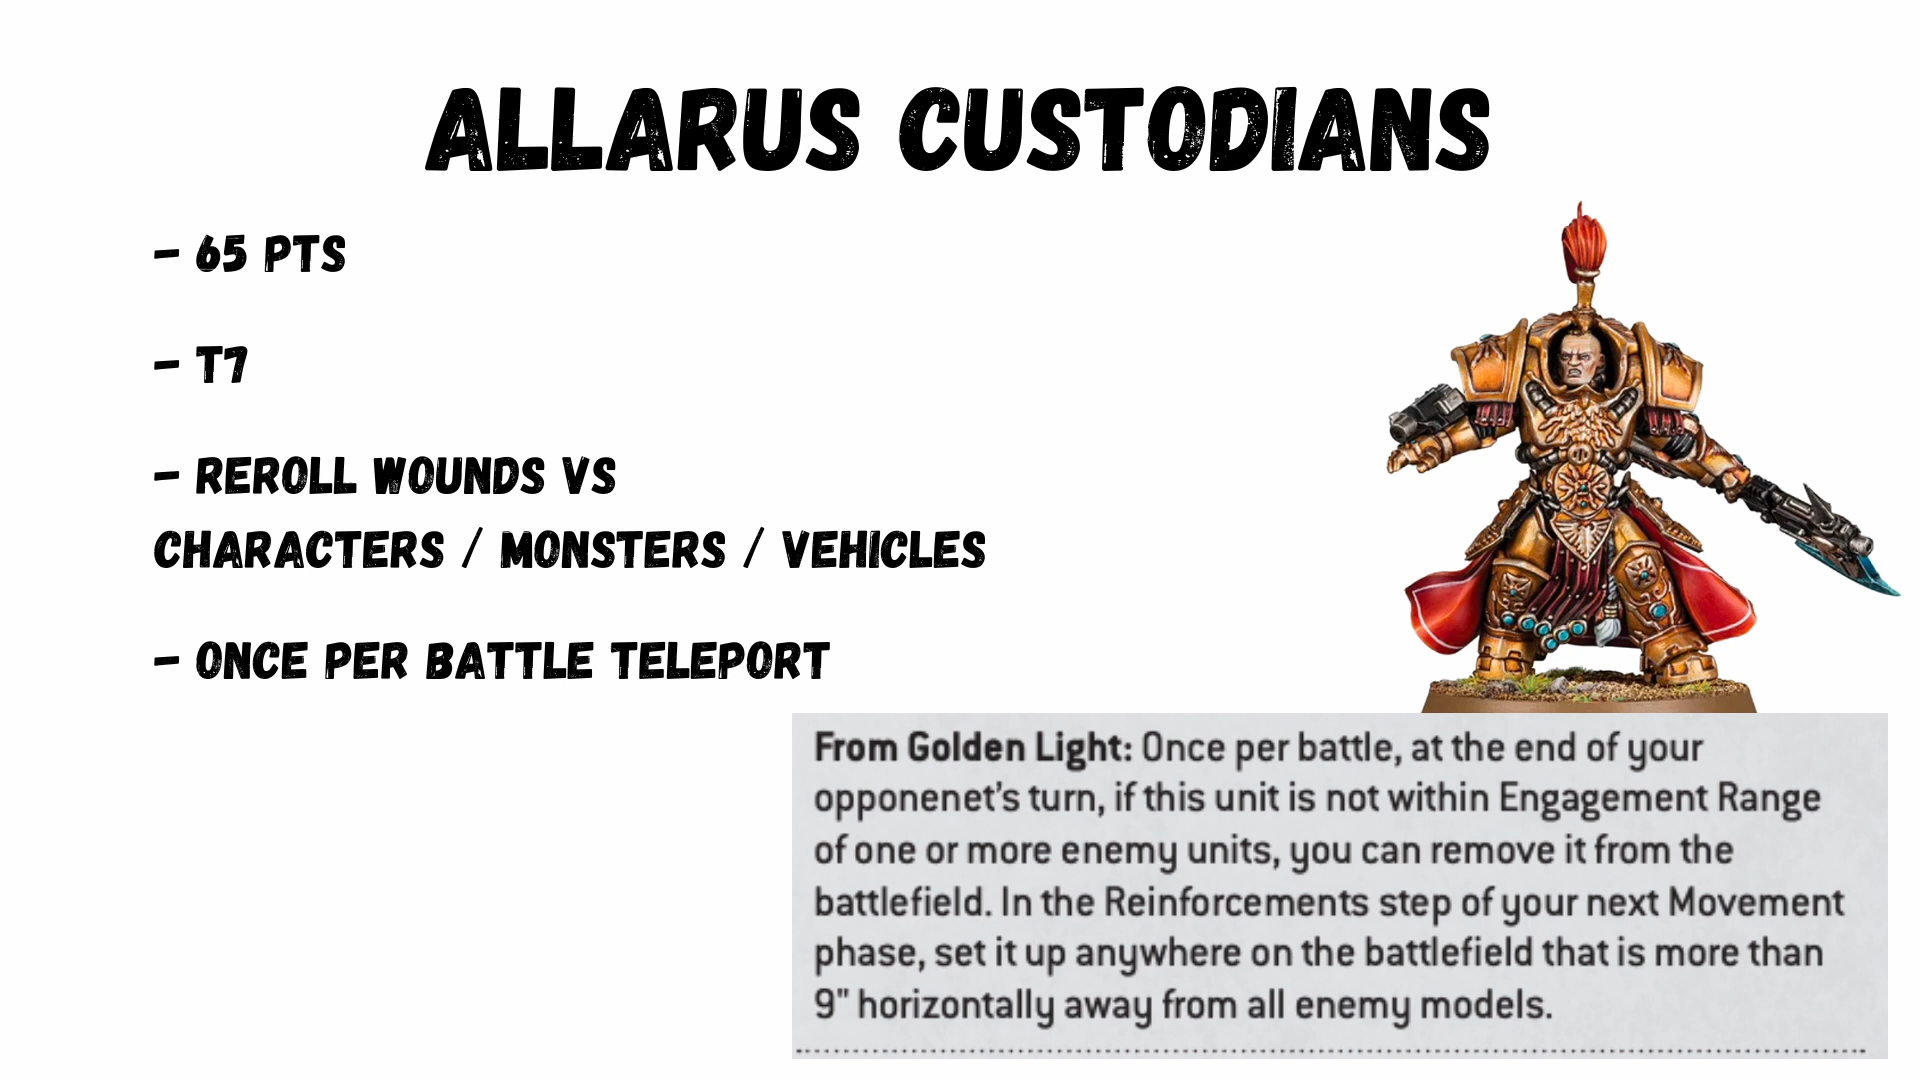 ALLARUS CUSTODIANS
- 65 PTS
- T7
- REROLL WOUNDS VS
CHARACTERS / MONSTERS / VEHICLES
- ONCE PER BATTLE TELEPORT
From Golden Light: Once per battle, at the end of your
opponenet's turn, if this unit is not within Engagement Range
of one or more enemy units, you can remove it from the
battlefield. In the Reinforcements step of your next Movement
phase, set it up anywhere on the battlefield that is more than
9" horizontally away from all enemy models.